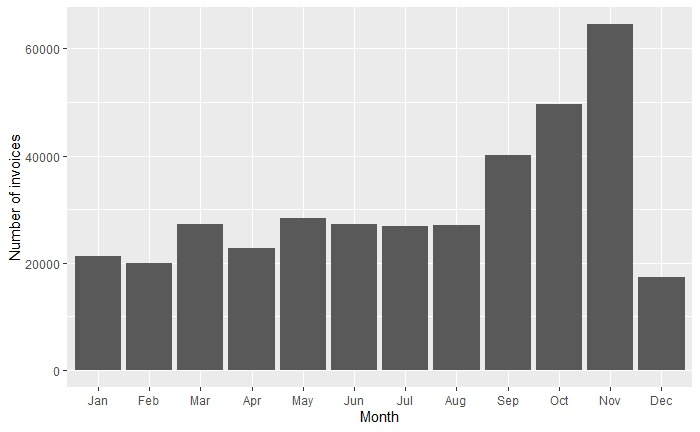 Number of invoices
60000
40000
20000
0
Jan Feb Mar Apr May Jun Jul Aug Sep Oct Nov Dec
Month